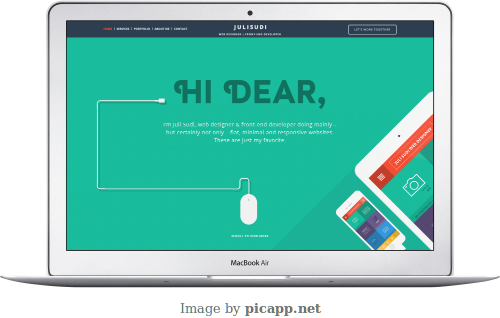 HOME | SERVICES | PORTFOLIO | ABOUT ME | CONTACT
JULISUDI
WEB DESIGNER | FRONT-END DEVELOPER
LET'S WORK TOGETHER
HI DEAR,
I'm Juli Sudi, web designer & front-end developer doing mainly -
but certainly not only - flat, minimal and responsive websites.
These are just my favorite.
MacBook Air
Image by picapp.net